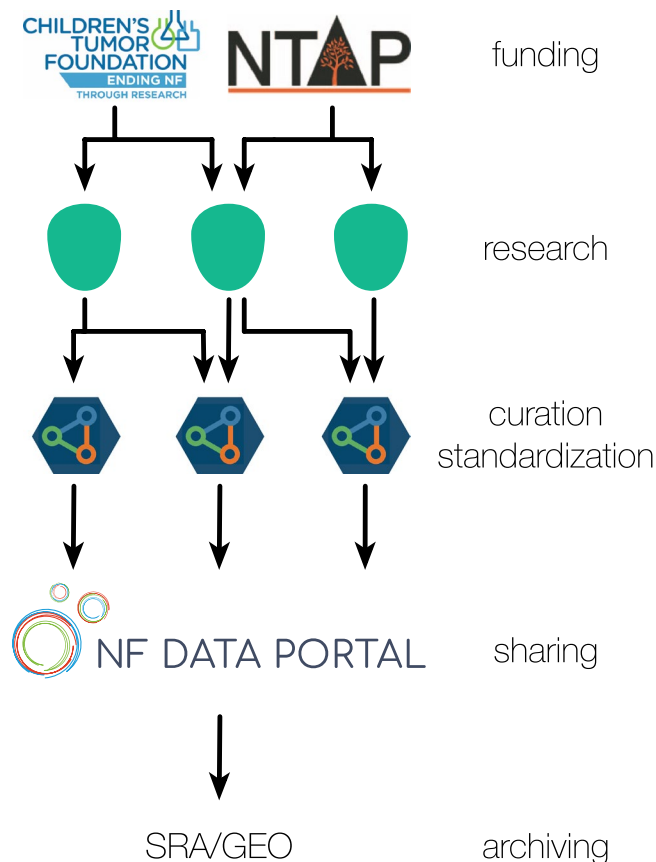 CHILDREN'S
TUMOR
FOUNDATION
ENDING NF
THROUGH RESEARCH
NTAP
funding
research
curation
standardization
NF DATA PORTAL
sharing
SRA/GEO
archiving